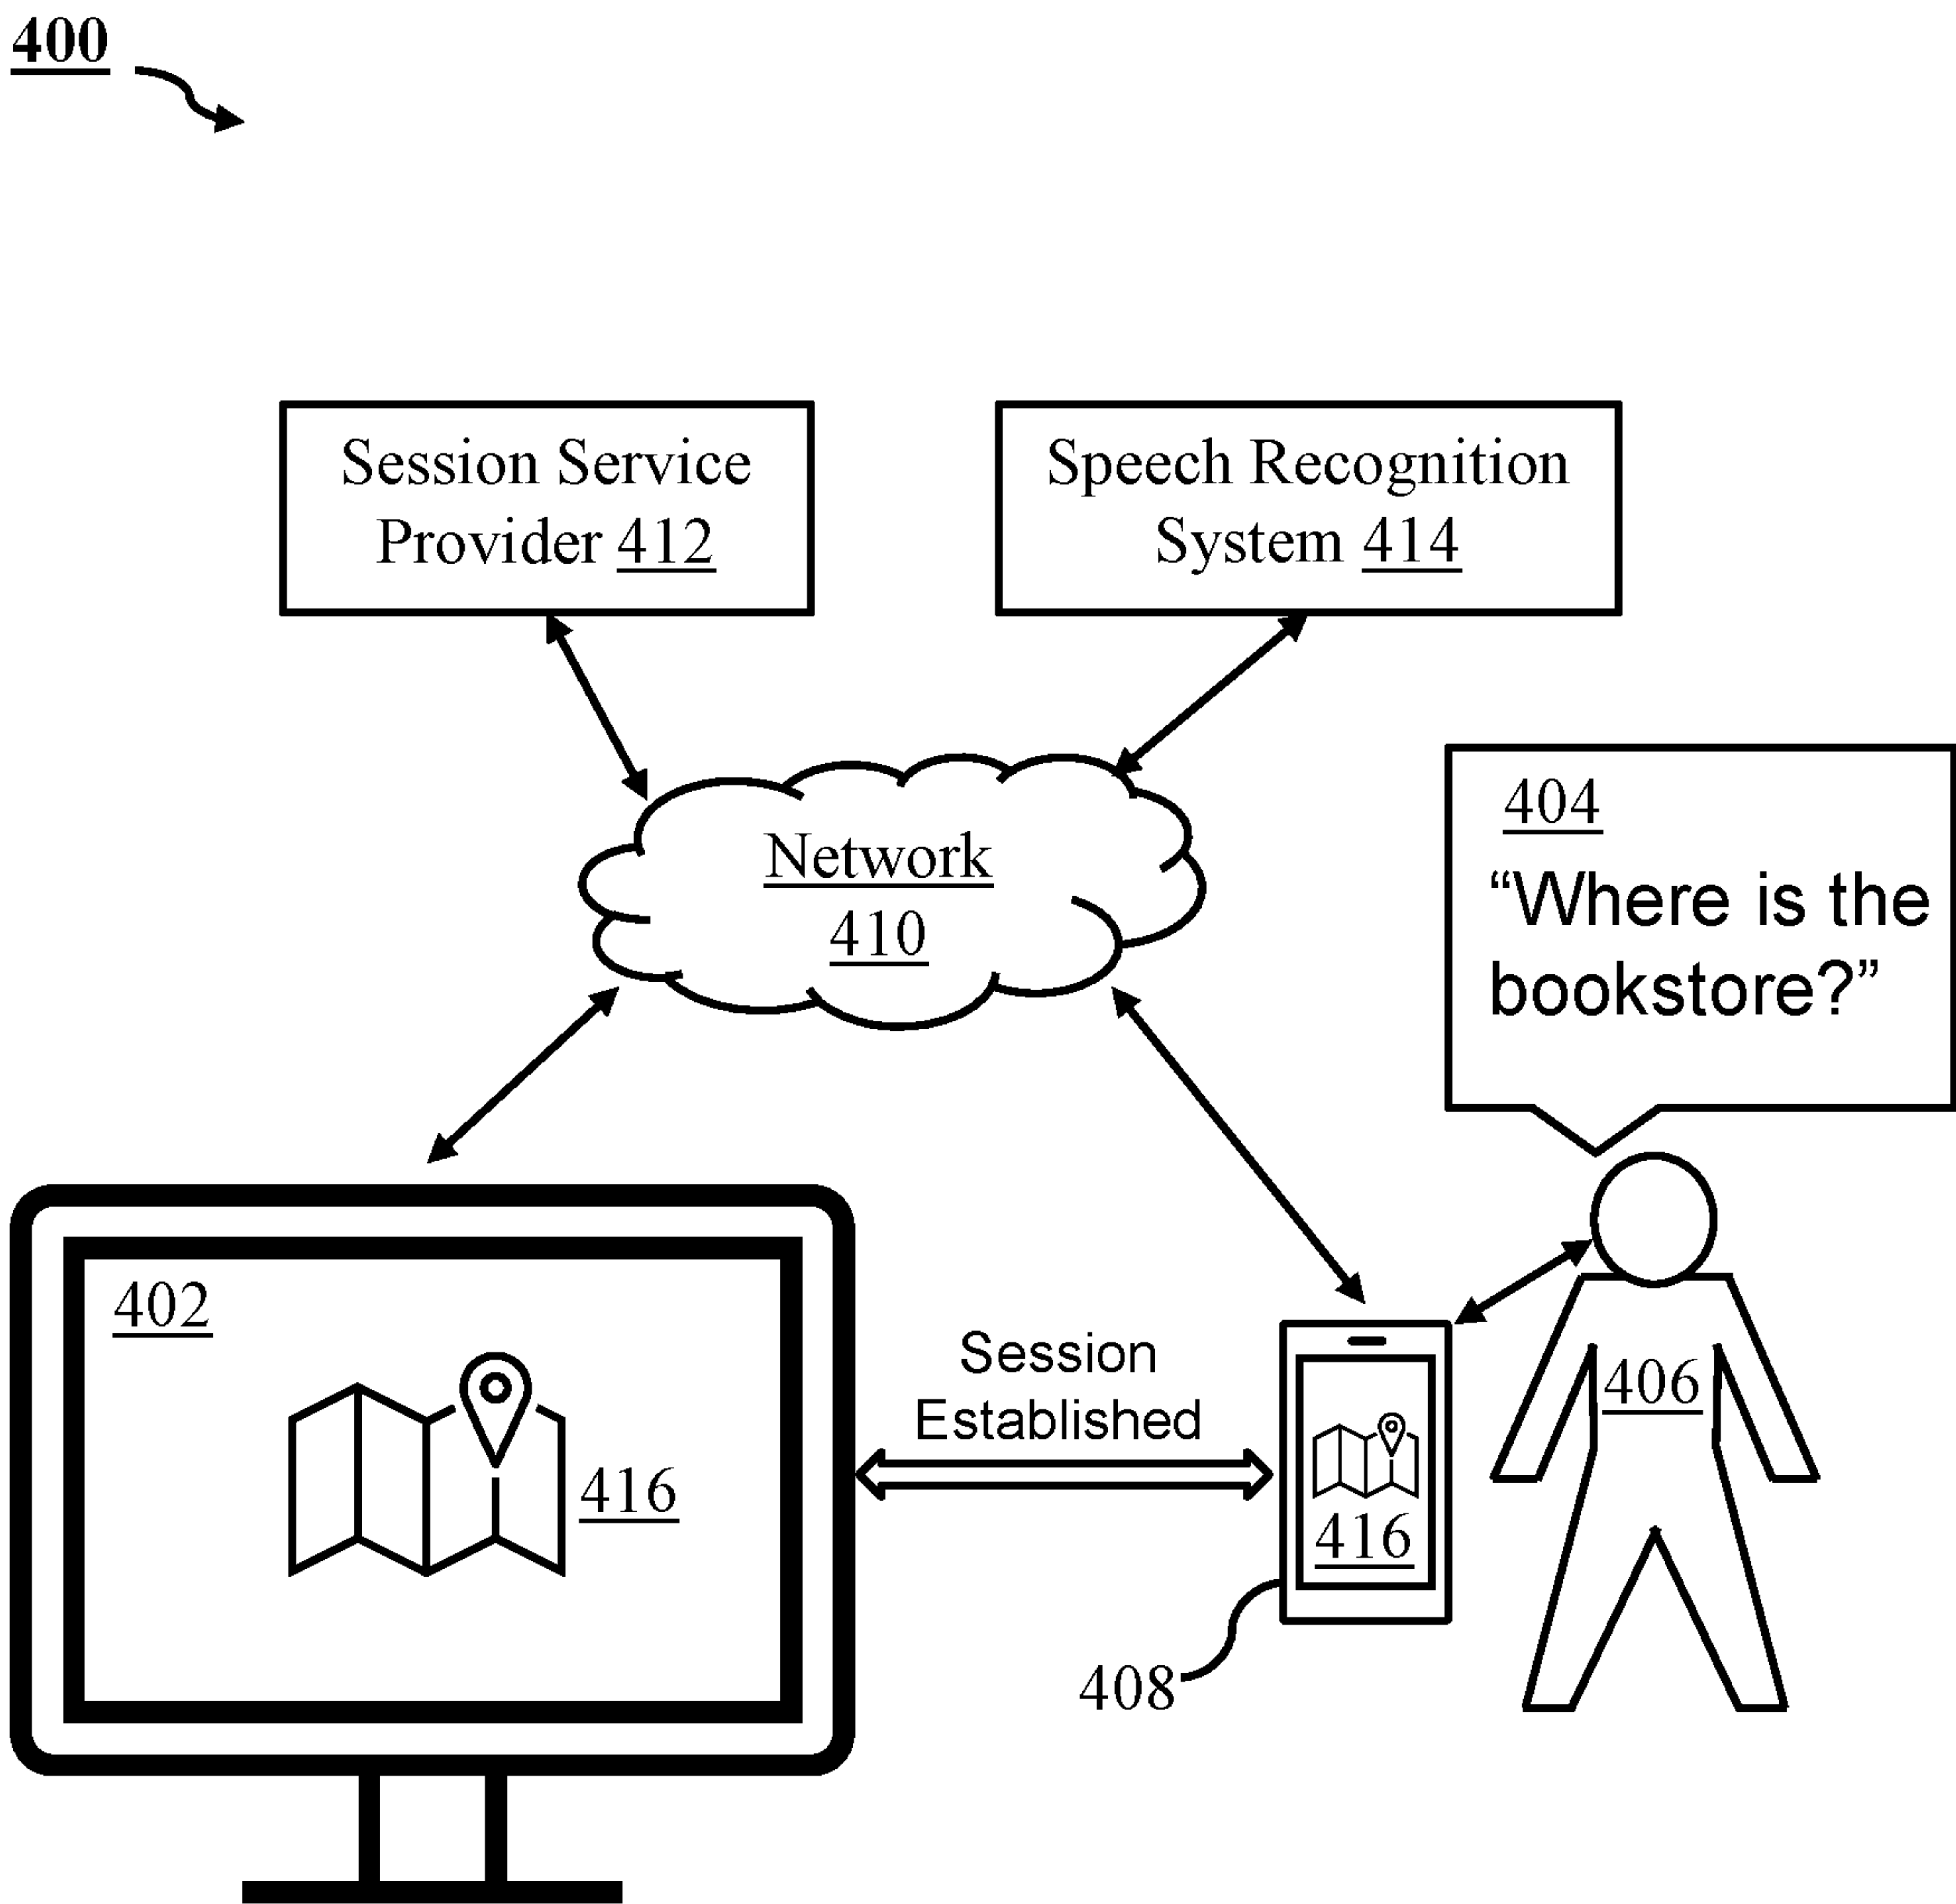 400
Session Service
Provider 412
Speech Recognition
System 414
Network
410
404
“Where is the
bookstore?”
402
416
Session
Established
416
406
408